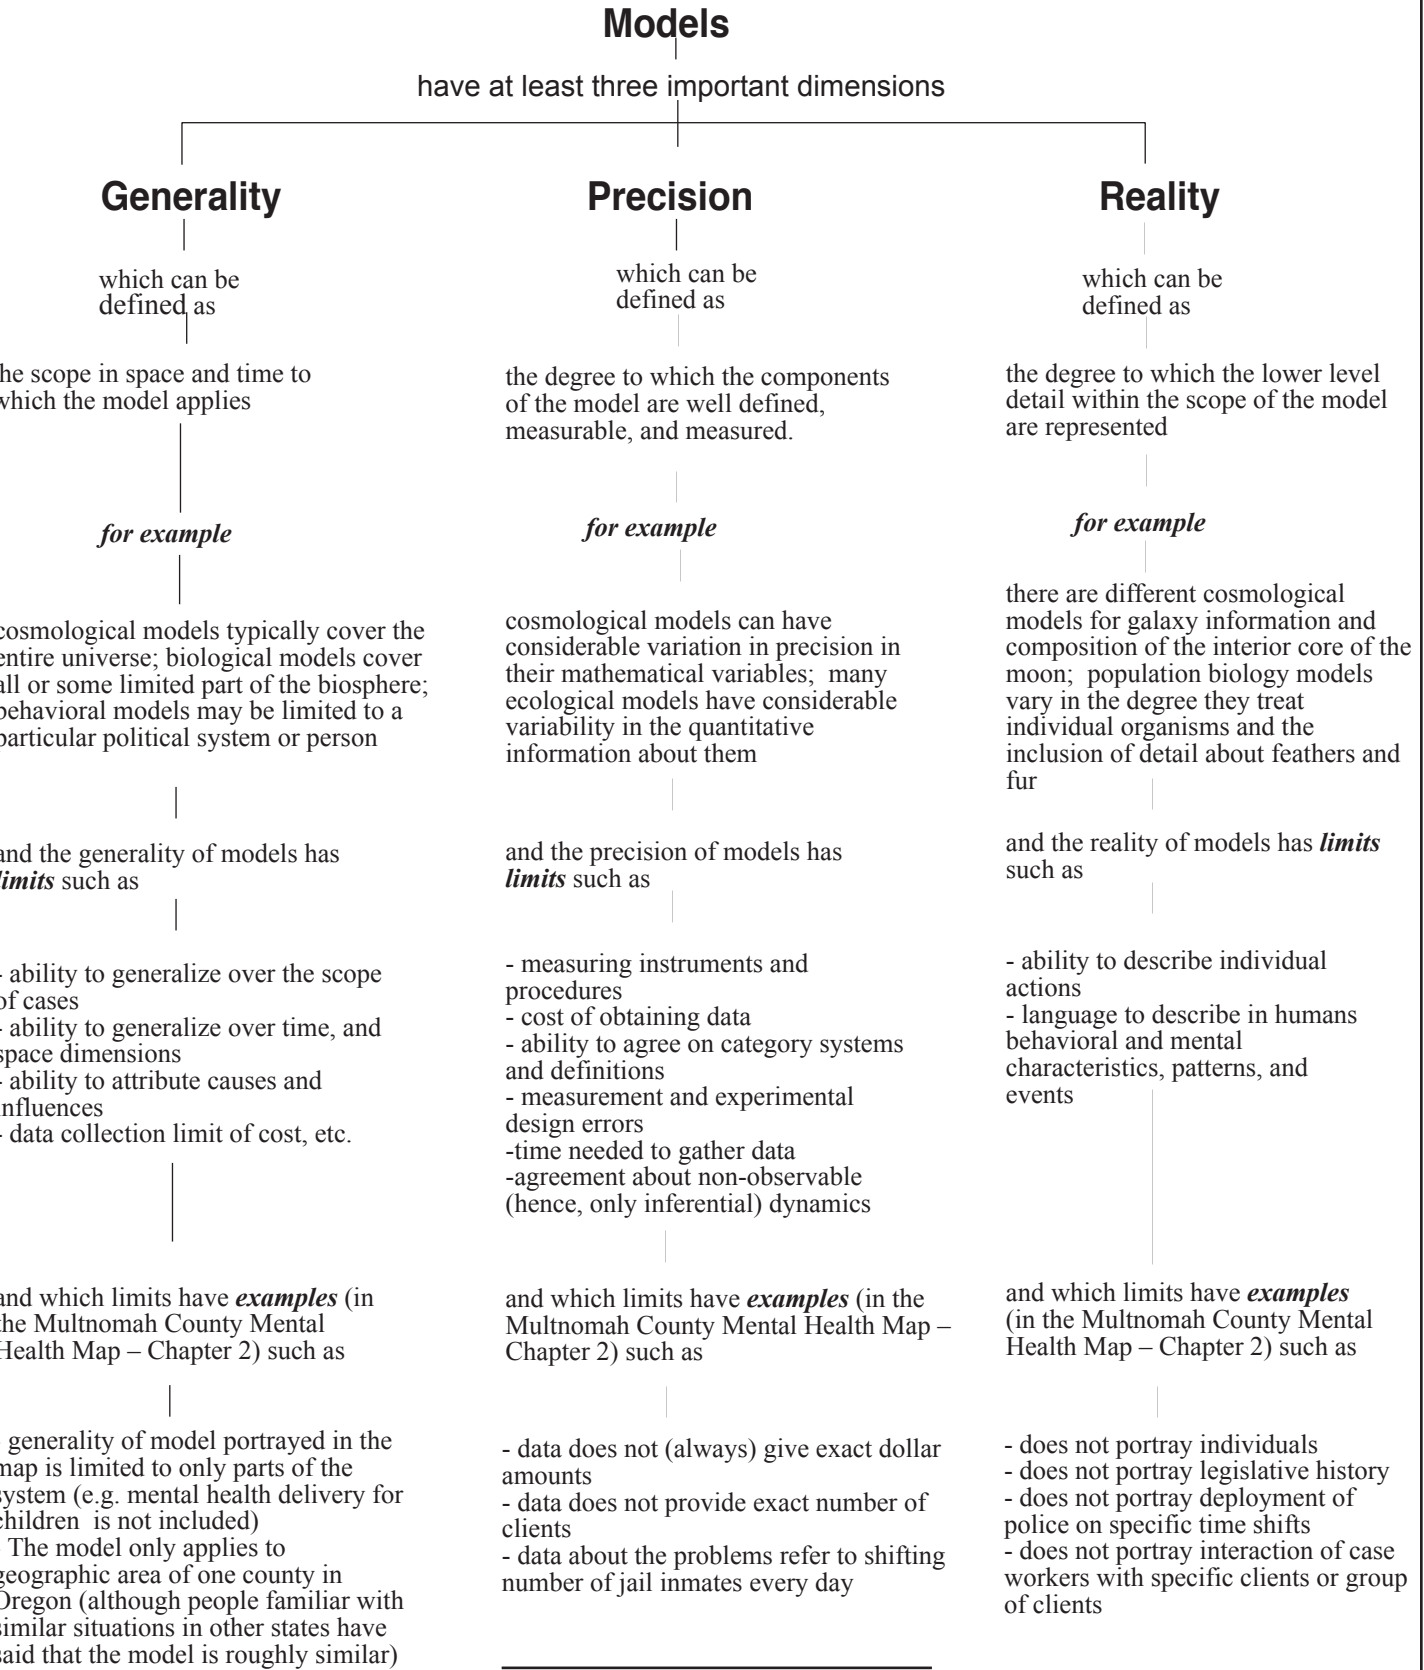 Models
have at least three important dimensions
Generality
which can be
defined as
the scope in space and time to
which the model applies
for example
cosmological models typically cover the
entire universe; biological models cover
all or some limited part of the biosphere;
behavioral models may be limited to a
particular political system or person
and the generality of models has
limits such as
- ability to generalize over the scope
of cases
- ability to generalize over time, and
space dimensions
- ability to attribute causes and
influences
- data collection limit of cost, etc.
and which limits have examples (in
the Multnomah County Mental
Health Map – Chapter 2) such as
- generality of model portrayed in the
map is limited to only parts of the
system (e.g. mental health delivery for
children is not included)
- The model only applies to
geographic area of one county in
Oregon (although people familiar with
similar situations in other states have
said that the model is roughly similar)
Precision
which can be
defined as
the degree to which the components
of the model are well defined,
measurable, and measured.
for example
cosmological models can have
considerable variation in precision in
their mathematical variables; many
ecological models have considerable
variability in the quantitative
information about them
and the precision of models has
limits such as
- measuring instruments and
procedures
- cost of obtaining data
- ability to agree on category systems
and definitions
- measurement and experimental
design errors
-time needed to gather data
-agreement about non-observable
(hence, only inferential) dynamics
and which limits have examples (in the
Multnomah County Mental Health Map –
Chapter 2) such as
- data does not (always) give exact dollar
amounts
- data does not provide exact number of
clients
- data about the problems refer to shifting
number of jail inmates every day
Reality
which can be
defined as
the degree to which the lower level
detail within the scope of the model
are represented
for example
there are different cosmological
models for galaxy information and
composition of the interior core of the
moon; population biology models
vary in the degree they treat
individual organisms and the
inclusion of detail about feathers and
fur
and the reality of models has limits
such as
- ability to describe individual
actions
- language to describe in humans
behavioral and mental
characteristics, patterns, and
events
and which limits have examples
(in the Multnomah County Mental
Health Map – Chapter 2) such as
- does not portray individuals
- does not portray legislative history
- does not portray deployment of
police on specific time shifts
- does not portray interaction of case
workers with specific clients or group
of clients